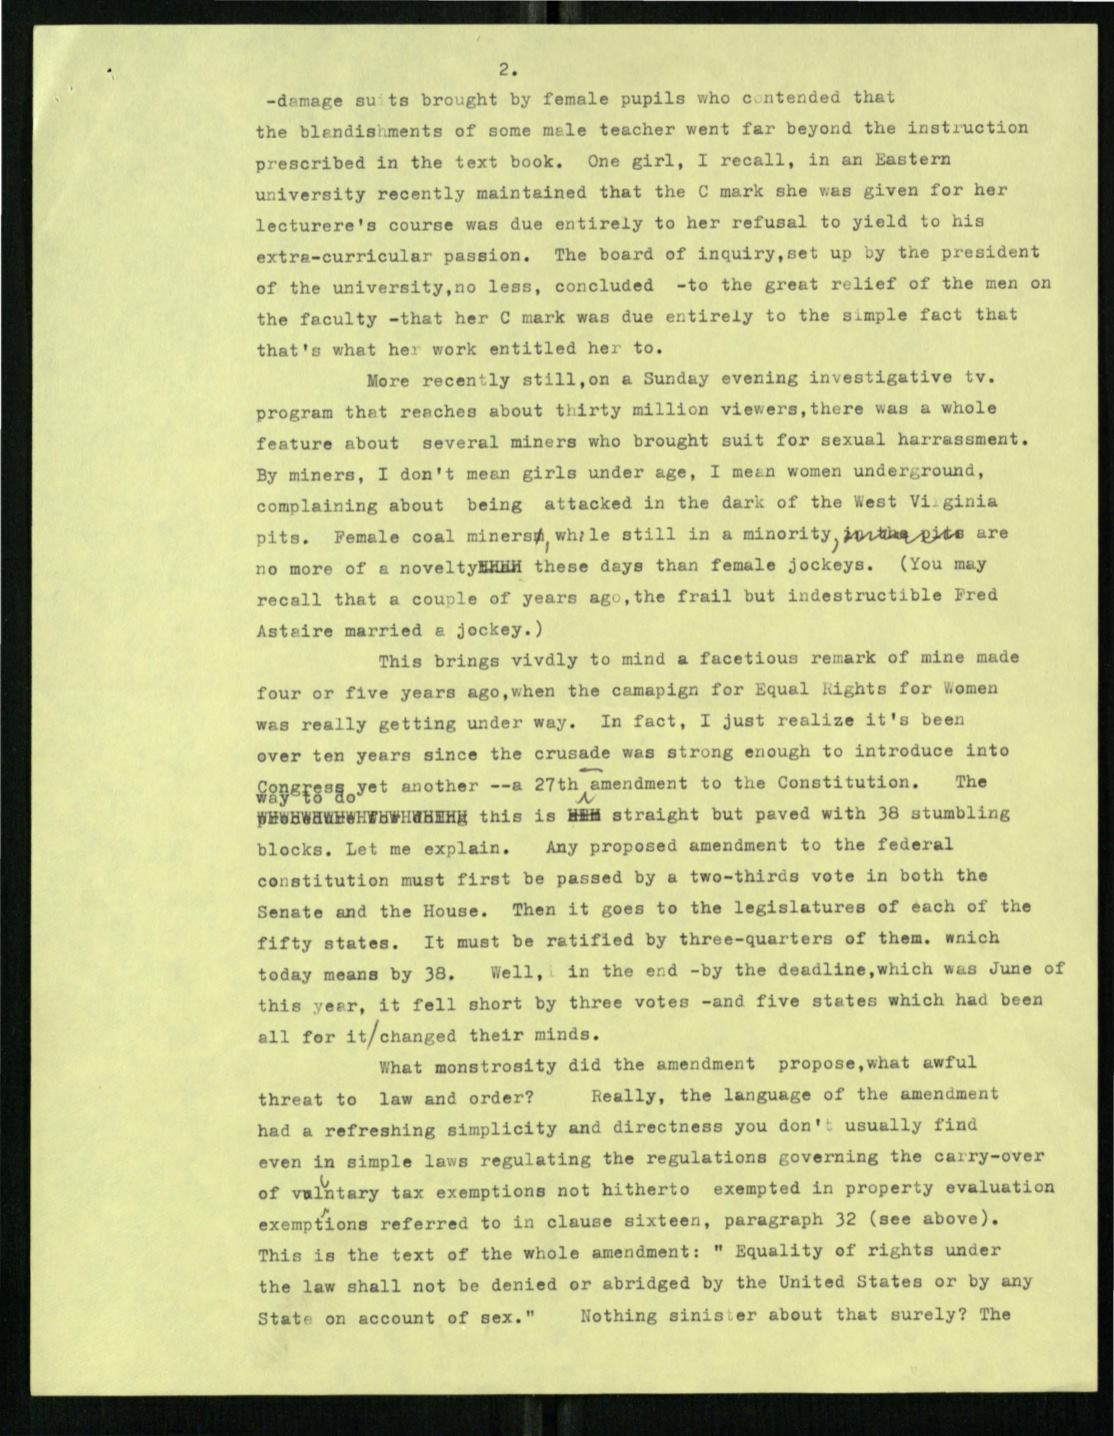 2.
-damage suits brought by female pupils who contended that
the blandishments of some male teacher went far beyond the instruction
prescribed in the text book. One girl, I recall, in an Eastern
university recently maintained that the C mark she was given for her
lecturere's course was due entirely to her refusal to yield to his
extra-curricular passion. The board of inquiry,set up by the president
of the university,no less, concluded -to the great relief of the men on
the faculty -that her C mark was due entirely to the simple fact that
that's what her work entitled her to.
More recently still,on a Sunday evening investigative tv.
program that reaches about thirty million viewers,there was a whole
feature about several miners who brought suit for sexual harrassment.
By miners, I don't mean girls under age, I mean women underground,
complaining about being attacked in the dark of the West Virginia
pits. Female coal miners, while still in a minority, in the pits are
no more of a novelty these days than female jockeys. (You may
recall that a couple of years ago,the frail but indestructible Fred
Astaire married a jockey.)
This brings vivdly to mind a facetious remark of mine made
four or five years ago,when the camapign for Equal Rights for Women
was really getting under way. In fact, I just realize it's been
over ten years since the crusade was strong enough to introduce into
Congress yet another --a 27th amendment to the Constitution. The
way to do
this is straight but paved with 38 stumbling
blocks. Let me explain. Any proposed amendment to the federal
constitution must first be passed by a two-thirds vote in both the
Senate and the House. Then it goes to the legislatures of each of the
fifty states. It must be ratified by three-quarters of them. wnich
today means by 38. Well, in the end -by the deadline,which was June of
this year, it fell short by three votes -and five states which had been
all for it/changed their minds.
What monstrosity did the amendment propose,what awful
threat to law and order? Really, the language of the amendment
had a refreshing simplicity and directness you don't usually find
even in simple laws regulating the regulations governing the carry-over
of vuluntary tax exemptions not hitherto exempted in property evaluation
exemptions referred to in clause sixteen, paragraph 32 (see above).
This is the text of the whole amendment: " Equality of rights under
the law shall not be denied or abridged by the United States or by any
State on account of sex." Nothing sinister about that surely? The